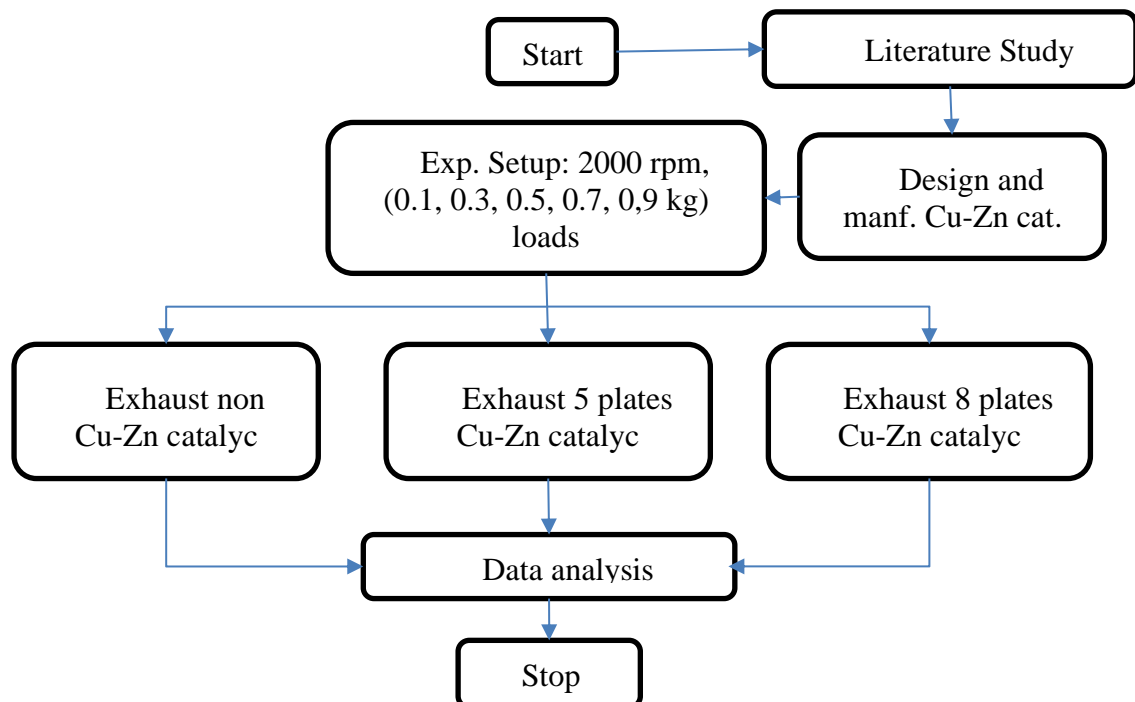 Start
Literature Study
Exp. Setup: 2000 rpm,
(0.1, 0.3, 0.5, 0.7, 0,9 kg)
loads
Design and
manf. Cu-Zn cat.
Exhaust non
Cu-Zn catalyc
Exhaust 5 plates
Cu-Zn catalyc
Exhaust 8 plates
Cu-Zn catalyc
Data analysis
Stop